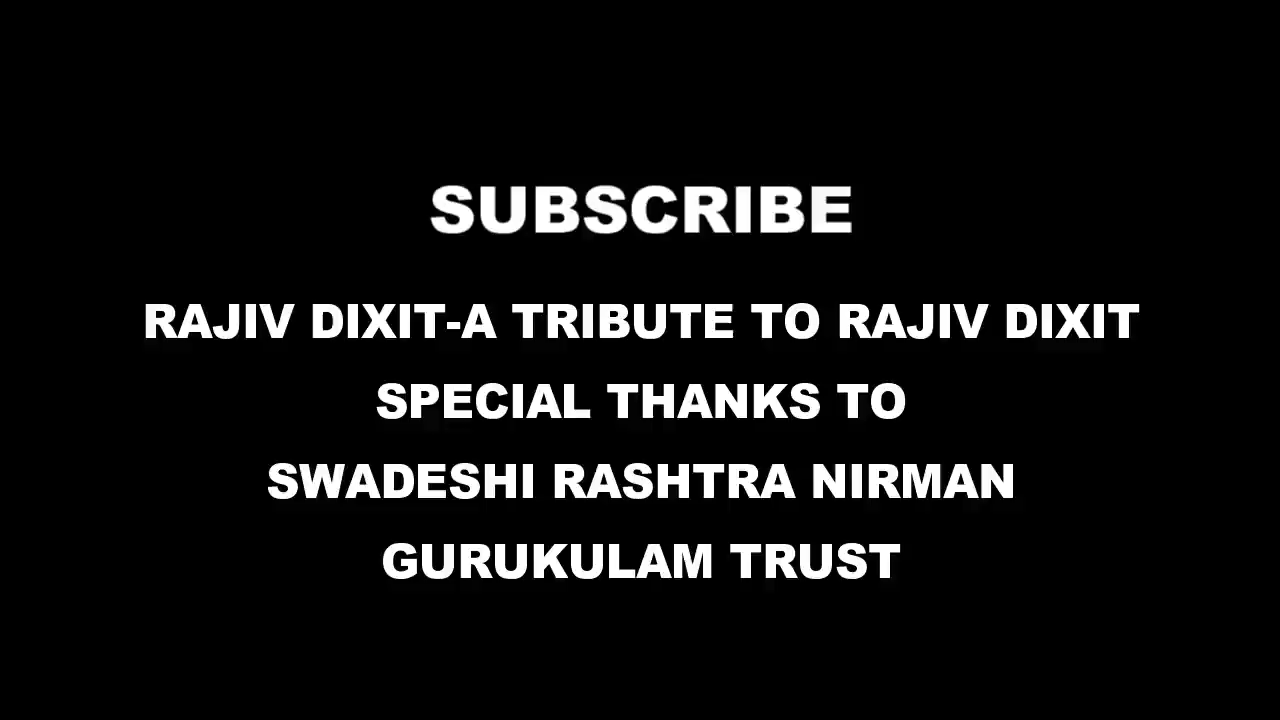 SUBSCRIBE
RAJIV DIXIT-A TRIBUTE TO RAJIV DIXIT
SPECIAL THANKS TO
SWADESHI RASHTRA NIRMAN
GURUKULAM TRUST